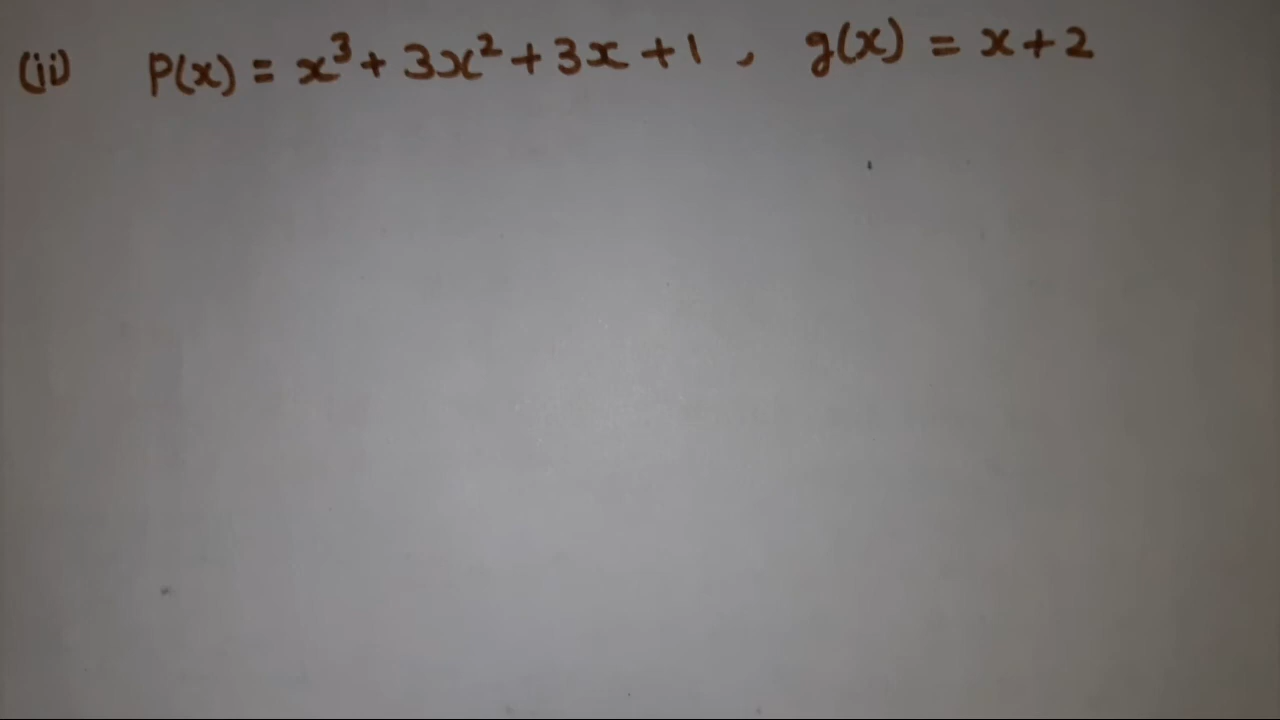 (ii) P(x) = x³ + 3x² + 3x + 1 , g(x) = x + 2